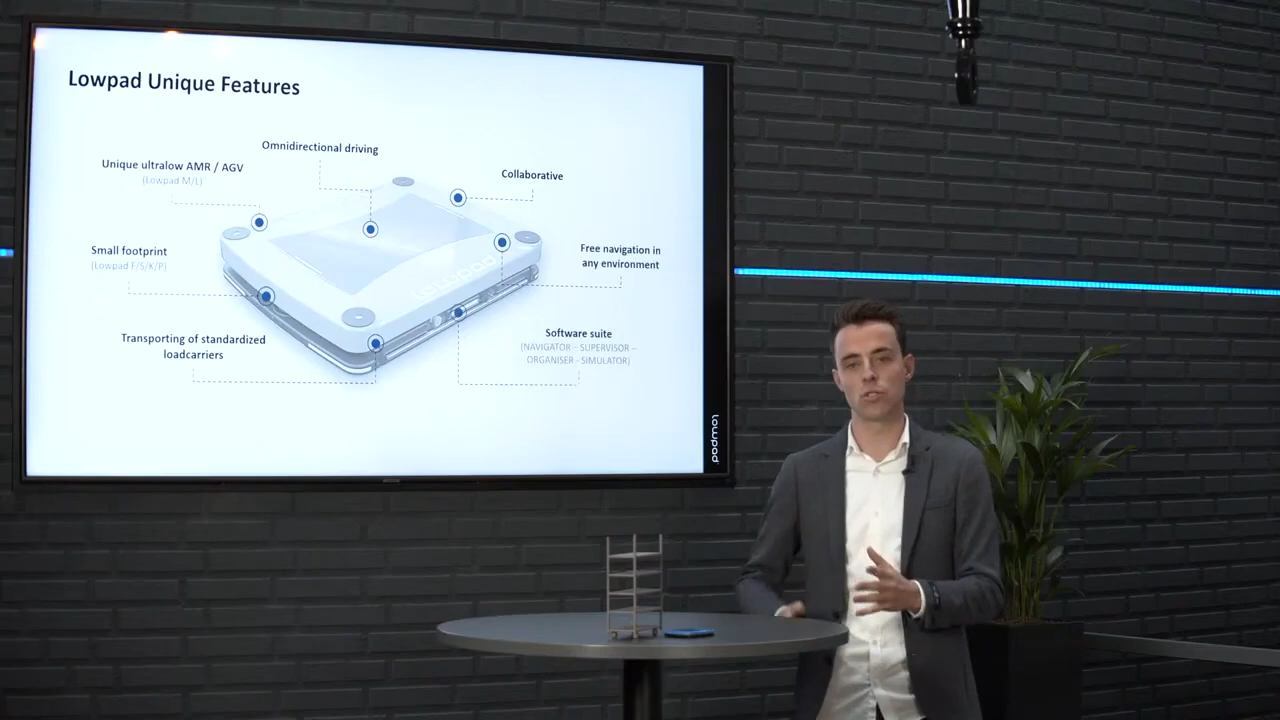 Lowpad Unique Features
Omnidirectional driving
Unique ultralow AMR / AGV
(Lowpad M/L)
Collaborative
Small footprint
(Lowpad F/S/K/P)
Free navigation in
any environment
lowpad
Transporting of standardized
loadcarriers
Software suite
(NAVIGATOR – SUPERVISOR –
ORGANISER - SIMULATOR)
lowpad